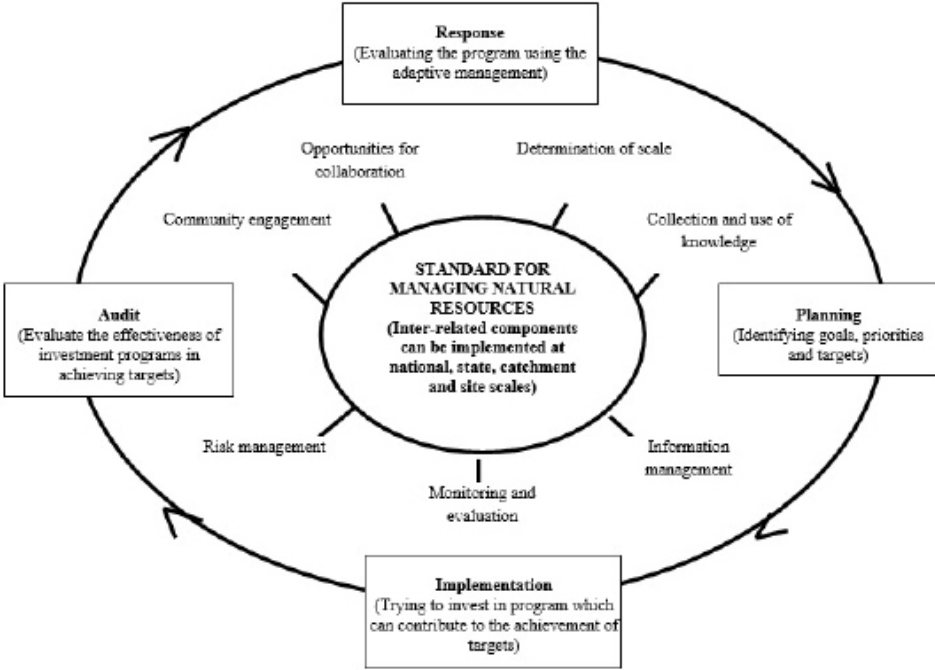 Response
(Evaluating the program using the
adaptive management)
Opportunities for
collaboration
Determination of scale
Community engagement
Collection and use of
knowledge
STANDARD FOR
MANAGING NATURAL
RESOURCES
(Inter-related components
can be implemented at
national, state, catchment
and site scales)
Audit
(Evaluate the effectiveness of
investment programs in
achieving targets)
Planning
(Identifying goals, priorities
and targets)
Risk management
Information
management
Monitoring and
evaluation
Implementation
(Trying to invest in program which
can contribute to the achievement of
targets)